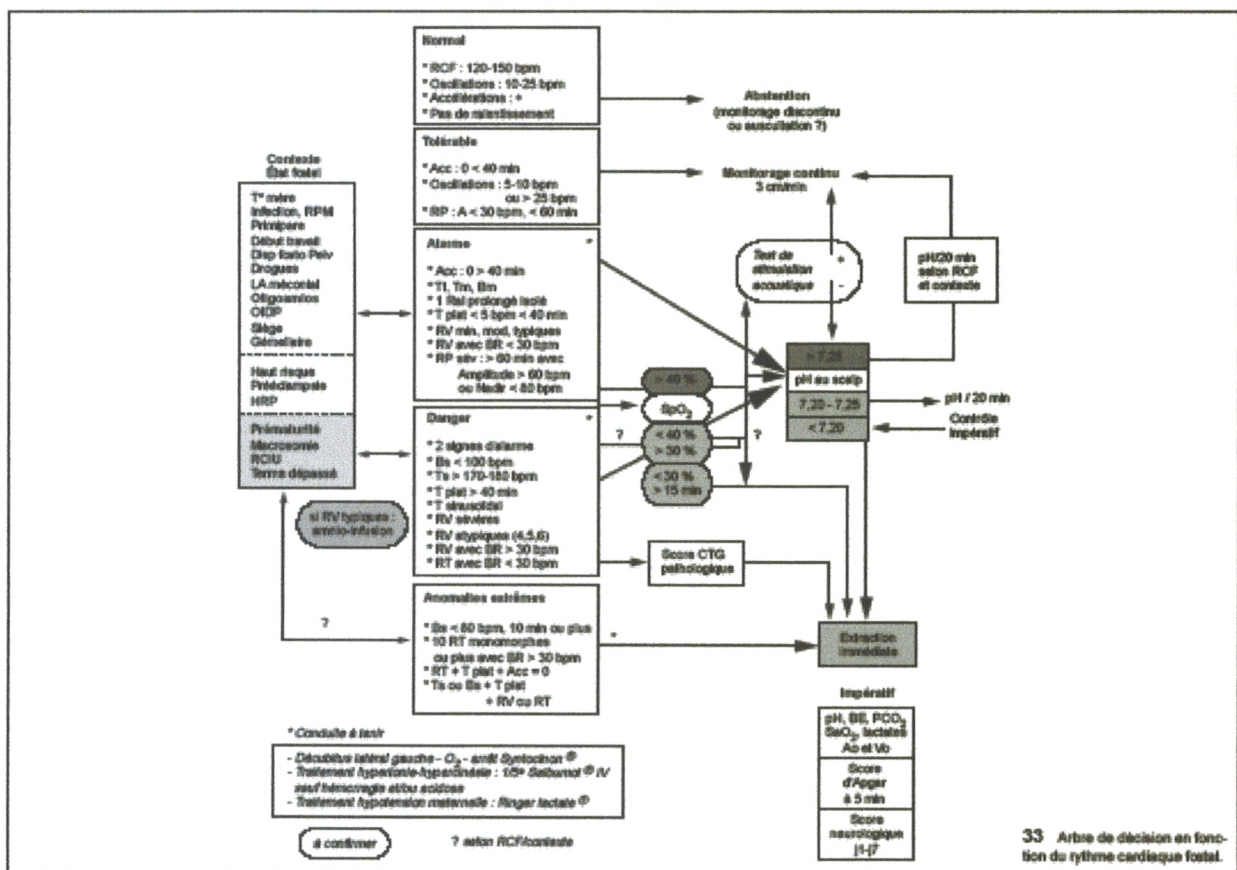 Normal
* RCF : 120-150 bpm
* Oscillations : 10-25 bpm
* Accélérations : +
* Pas de ralentissement
Abstention
(monitorage discontinu
ou auscultation ?)
Tolérable
* Acc : 0 < 40 min
* Oscillations : 5-10 bpm
ou > 25 bpm
* RP : A < 30 bpm, < 60 min
Monitorage continu
3 cm/min
Contexte
État foetal
T° mère
Infection, RPM
Primipare
Début travail
Disp foeto Pelv
Drogues
LA méconial
Oligoamios
OIDP
Siège
Gémellaire
Haut risque
Prééclampsie
HRP
Prématurité
Macrosomie
RCIU
Terme dépassé
Alarme *
* Acc : 0 > 40 min
* Tl, Tm, Bm
* 1 Ral prolongé isolé
* T plat < 5 bpm < 40 min
* RV min, mod, typiques
* RV avec BR < 30 bpm
* RP sév : > 60 min avec
Amplitude > 60 bpm
ou Nadir < 80 bpm
Test de
stimulation
acoustique
+
-
pH/20 min
selon RCF
et contexte
> 7,25
pH au scalp
7,20 - 7,25
< 7,20
pH / 20 min
Contrôle
impératif
> 40 %
SpO2
< 40 %
> 30 %
< 30 %
> 15 min
?
?
Danger *
* 2 signes d'alarme
* Bs < 100 bpm
* Ts > 170-180 bpm
* T plat > 40 min
* T sinusoïdal
* RV sévères
* RV atypiques (4,5,6)
* RV avec BR > 30 bpm
* RT avec BR < 30 bpm
si RV typiques :
amnio-infusion
Score CTG
pathologique
?
Anomalies extrêmes
* Bs < 80 bpm, 10 min ou plus
* 10 RT monomorphes
ou plus avec BR > 30 bpm
* RT + T plat + Acc = 0
* Ts ou Bs + T plat
+ RV ou RT
*
Extraction
immédiate
Impératif
pH, BE, PCO2
SaO2, lactates
Ao et Vo
Score
d'Apgar
à 5 min
Score
neurologique
j1-j7
* Conduite à tenir
- Décubitus latéral gauche - O2 - arrêt Syntocinon ®
- Traitement hypertonie-hypercinésie : 1/5e Salbumol ® IV
sauf hémorragie et/ou acidose
- Traitement hypotension maternelle : Ringer lactate ®
à confirmer
? selon RCF/contexte
33 Arbre de décision en fonc-
tion du rythme cardiaque foetal.